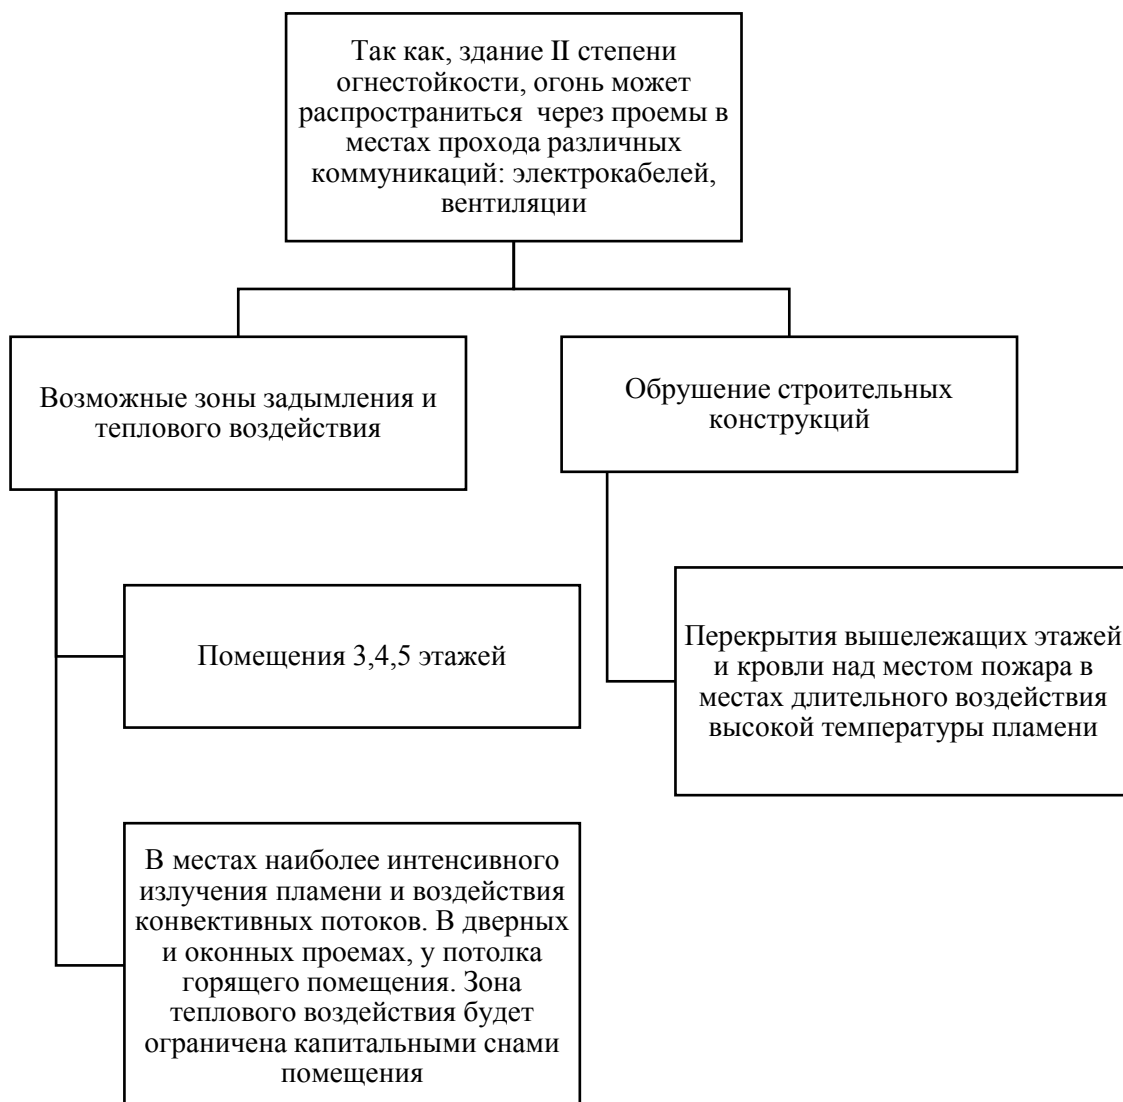 Так как, здание II степени
огнестойкости, огонь может
распространиться  через проемы в
местах прохода различных
коммуникаций: электрокабелей,
вентиляции
Возможные зоны задымления и
теплового воздействия
Обрушение строительных
конструкций
Помещения 3,4,5 этажей
Перекрытия вышележащих этажей
и кровли над местом пожара в
местах длительного воздействия
высокой температуры пламени
В местах наиболее интенсивного
излучения пламени и воздействия
конвективных потоков. В дверных
и оконных проемах, у потолка
горящего помещения. Зона
теплового воздействия будет
ограничена капитальными снами
помещения